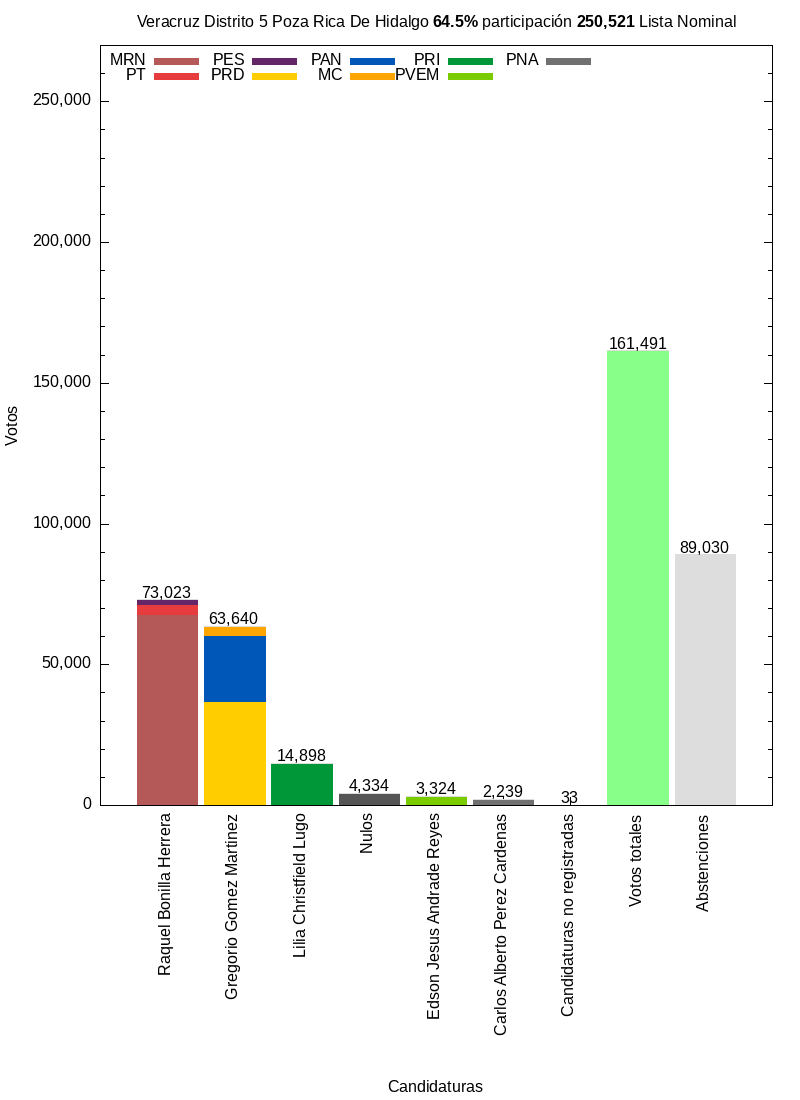 Veracruz Distrito 5 Poza Rica De Hidalgo 64.5% participación 250,521 Lista Nominal
MRN PES PAN PRI PNA
PT PRD MC PVEM
250,000
200,000
150,000
100,000
50,000
0
Votos
73,023
63,640
14,898
4,334
3,324
2,239
33
161,491
89,030
Raquel Bonilla Herrera
Gregorio Gomez Martinez
Lilia Christfield Lugo
Nulos
Edson Jesus Andrade Reyes
Carlos Alberto Perez Cardenas
Candidaturas no registradas
Votos totales
Abstenciones
Candidaturas